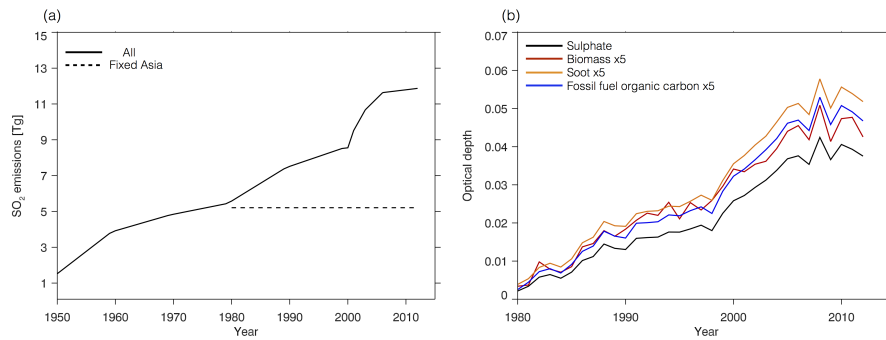 (a)
15
13
11
9
7
5
3
1
SO2 emissions [Tg]
All
Fixed Asia
1950 1960 1970 1980 1990 2000 2010
Year
(b)
0.07
0.06
0.05
0.04
0.03
0.02
0.01
0
Optical depth
Sulphate
Biomass x5
Soot x5
Fossil fuel organic carbon x5
1980 1990 2000 2010
Year